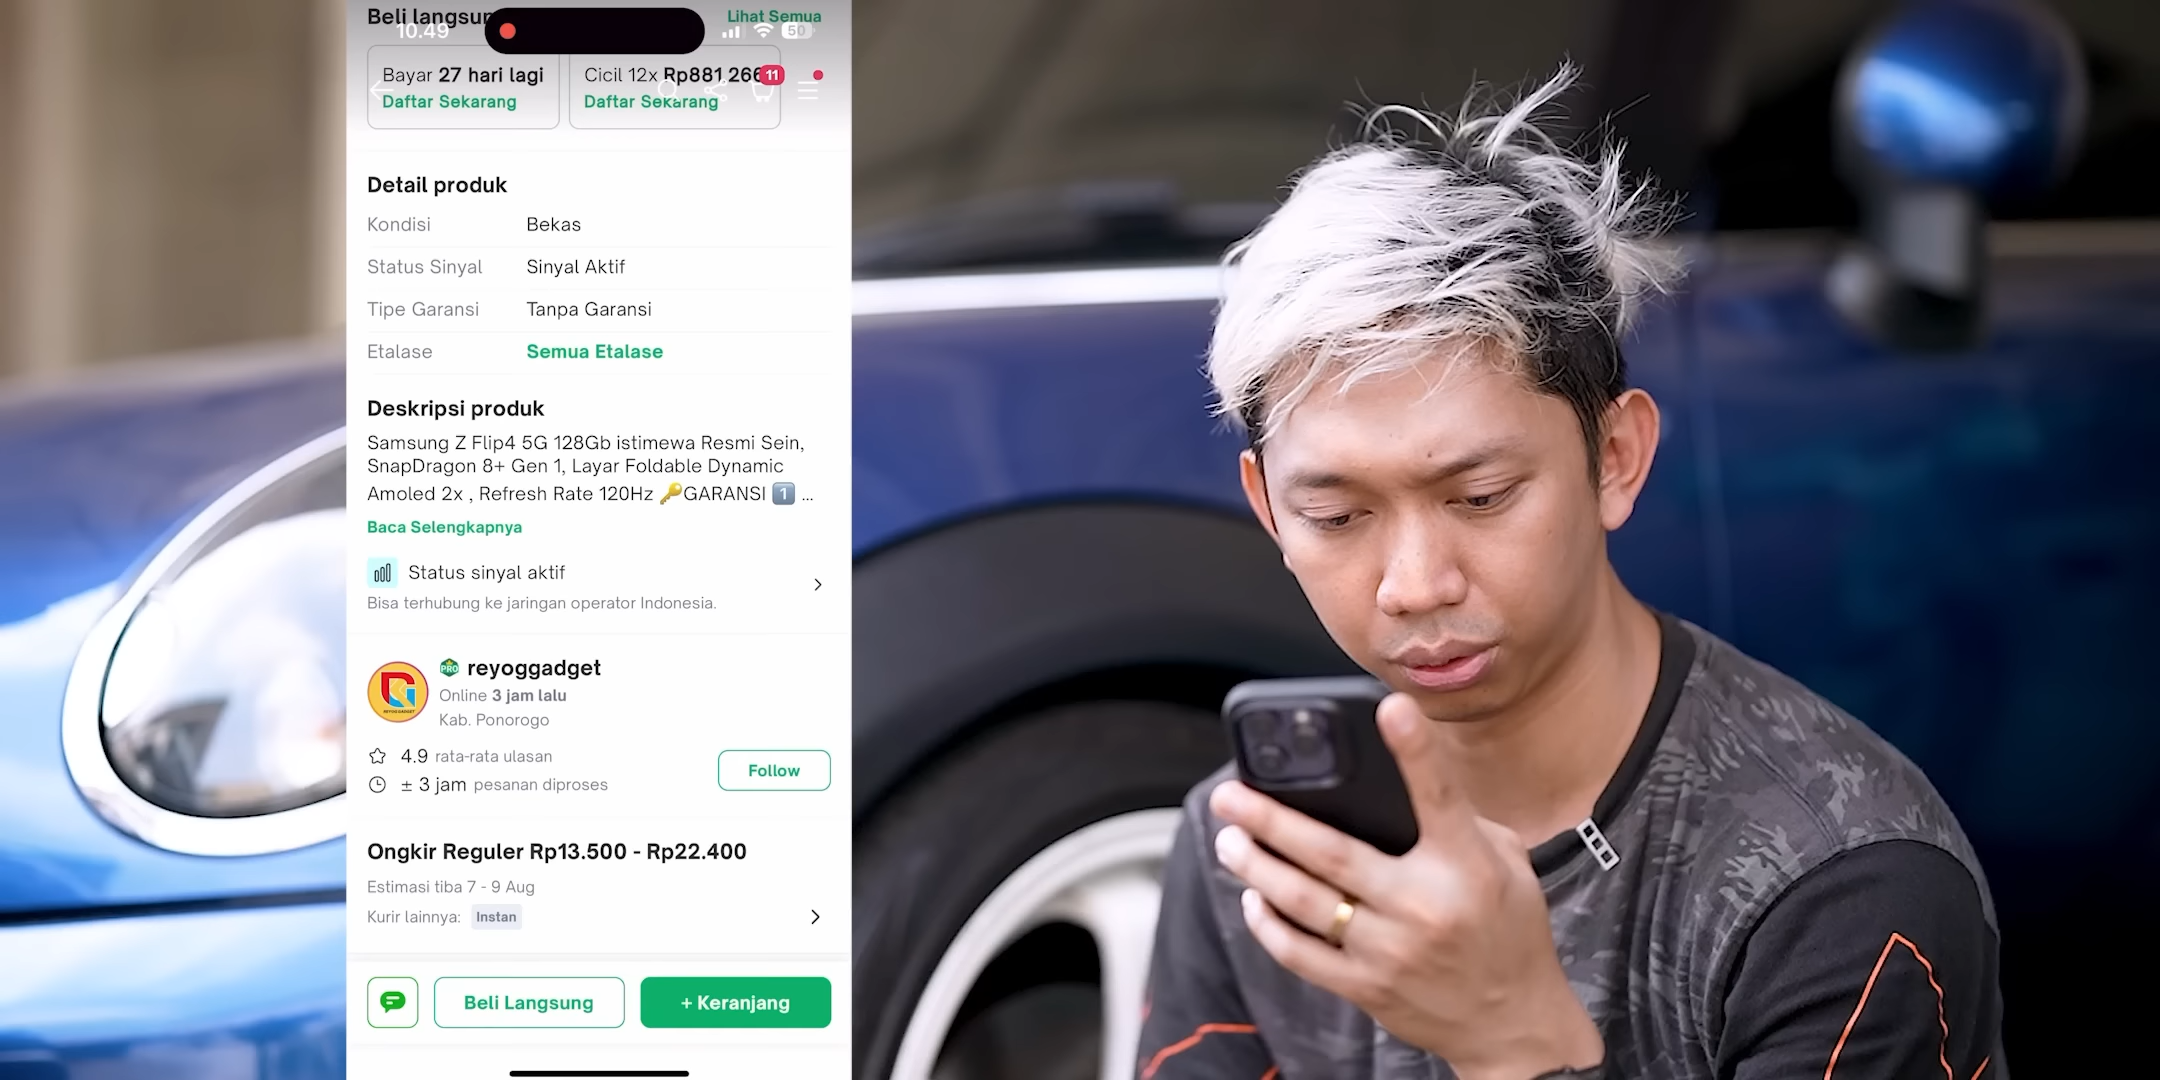 Beli langsun
Lihat Semua
10.49
50
Bayar 27 hari lagi
Daftar Sekarang
Cicil 12x Rp881.266
Daftar Sekarang
11
Detail produk
Kondisi Bekas
Status Sinyal Sinyal Aktif
Tipe Garansi Tanpa Garansi
Etalase Semua Etalase
Deskripsi produk
Samsung Z Flip4 5G 128Gb istimewa Resmi Sein,
SnapDragon 8+ Gen 1, Layar Foldable Dynamic
Amoled 2x , Refresh Rate 120Hz 🔑GARANSI 1️⃣ ...
Baca Selengkapnya
Status sinyal aktif
Bisa terhubung ke jaringan operator Indonesia.
PRO reyoggadget
Online 3 jam lalu
Kab. Ponorogo
REYOG GADGET
4.9 rata-rata ulasan
± 3 jam pesanan diproses
Follow
Ongkir Reguler Rp13.500 - Rp22.400
Estimasi tiba 7 - 9 Aug
Kurir lainnya: Instan
Beli Langsung
+ Keranjang